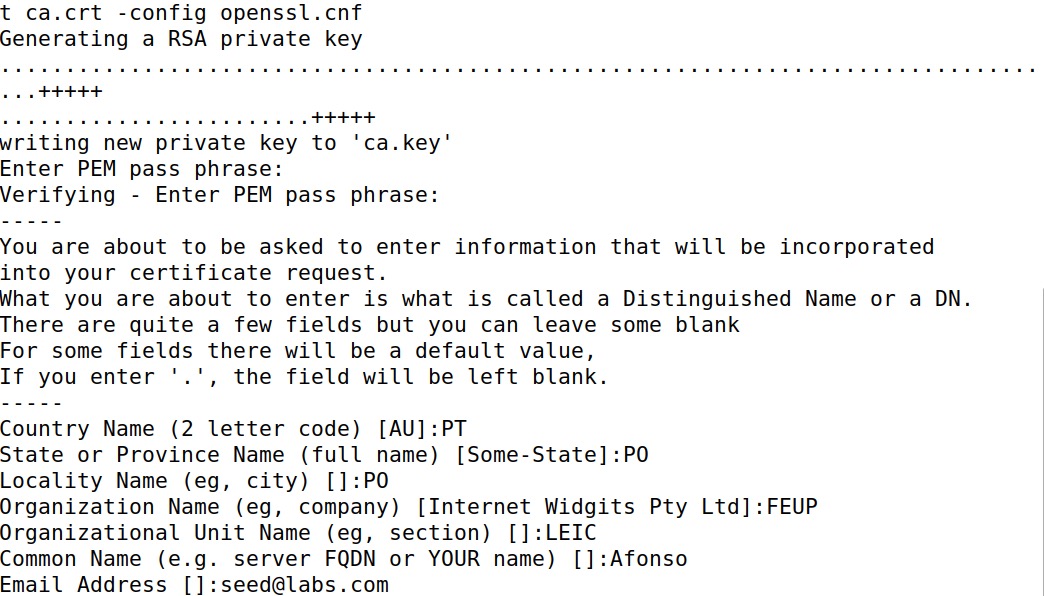 t ca.crt -config openssl.cnf
Generating a RSA private key
................................................................................
...+++++
........................+++++
writing new private key to 'ca.key'
Enter PEM pass phrase:
Verifying - Enter PEM pass phrase:
-----
You are about to be asked to enter information that will be incorporated
into your certificate request.
What you are about to enter is what is called a Distinguished Name or a DN.
There are quite a few fields but you can leave some blank
For some fields there will be a default value,
If you enter '.', the field will be left blank.
-----
Country Name (2 letter code) [AU]:PT
State or Province Name (full name) [Some-State]:PO
Locality Name (eg, city) []:PO
Organization Name (eg, company) [Internet Widgits Pty Ltd]:FEUP
Organizational Unit Name (eg, section) []:LEIC
Common Name (e.g. server FQDN or YOUR name) []:Afonso
Email Address []:seed@labs.com